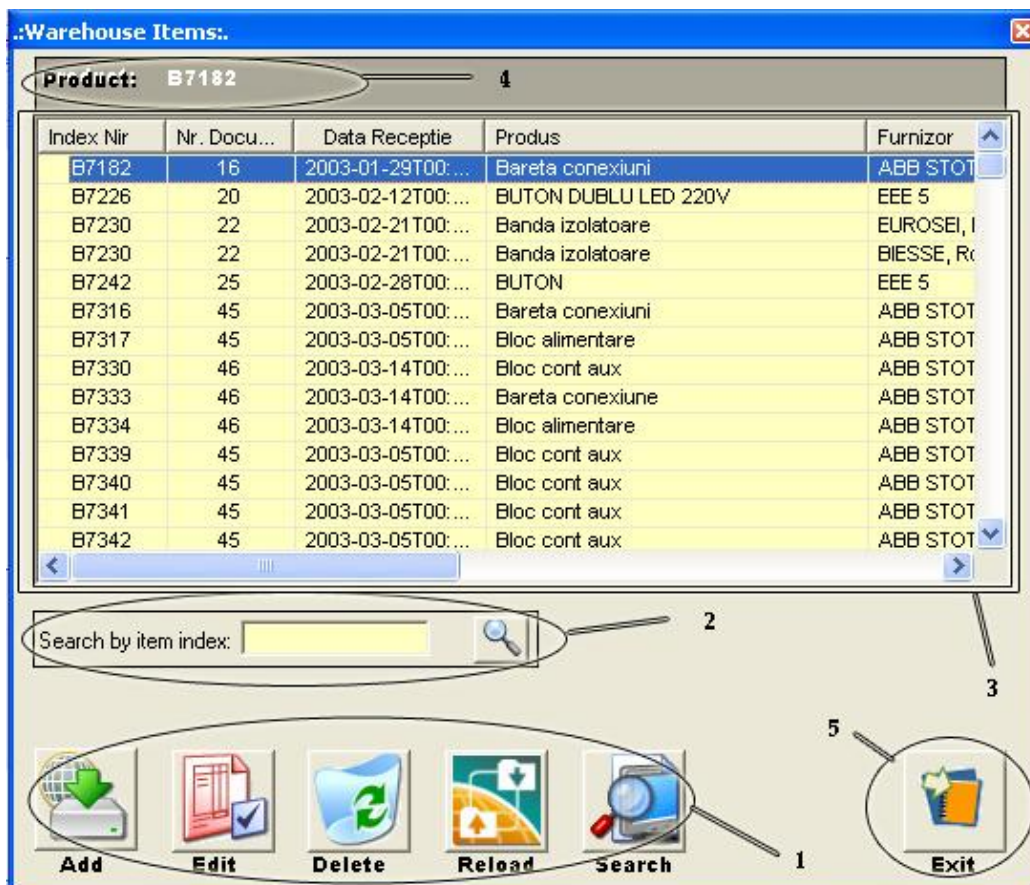 .:Warehouse Items:.
Product: B7182
4
Index Nir Nr. Docu... Data Receptie Produs Furnizor
B7182 16 2003-01-29T00:... Bareta conexiuni ABB STOT
B7226 20 2003-02-12T00:... BUTON DUBLU LED 220V EEE 5
B7230 22 2003-02-21T00:... Banda izolatoare EUROSEI,
B7230 22 2003-02-21T00:... Banda izolatoare BIESSE, Ro
B7242 25 2003-02-28T00:... BUTON EEE 5
B7316 45 2003-03-05T00:... Bareta conexiuni ABB STOT
B7317 45 2003-03-05T00:... Bloc alimentare ABB STOT
B7330 46 2003-03-14T00:... Bloc cont aux ABB STOT
B7333 46 2003-03-14T00:... Bareta conexiune ABB STOT
B7334 46 2003-03-14T00:... Bloc alimentare ABB STOT
B7339 45 2003-03-05T00:... Bloc cont aux ABB STOT
B7340 45 2003-03-05T00:... Bloc cont aux ABB STOT
B7341 45 2003-03-05T00:... Bloc cont aux ABB STOT
B7342 45 2003-03-05T00:... Bloc cont aux ABB STOT
Search by item index:
2
3
5
1
Add Edit Delete Reload Search Exit